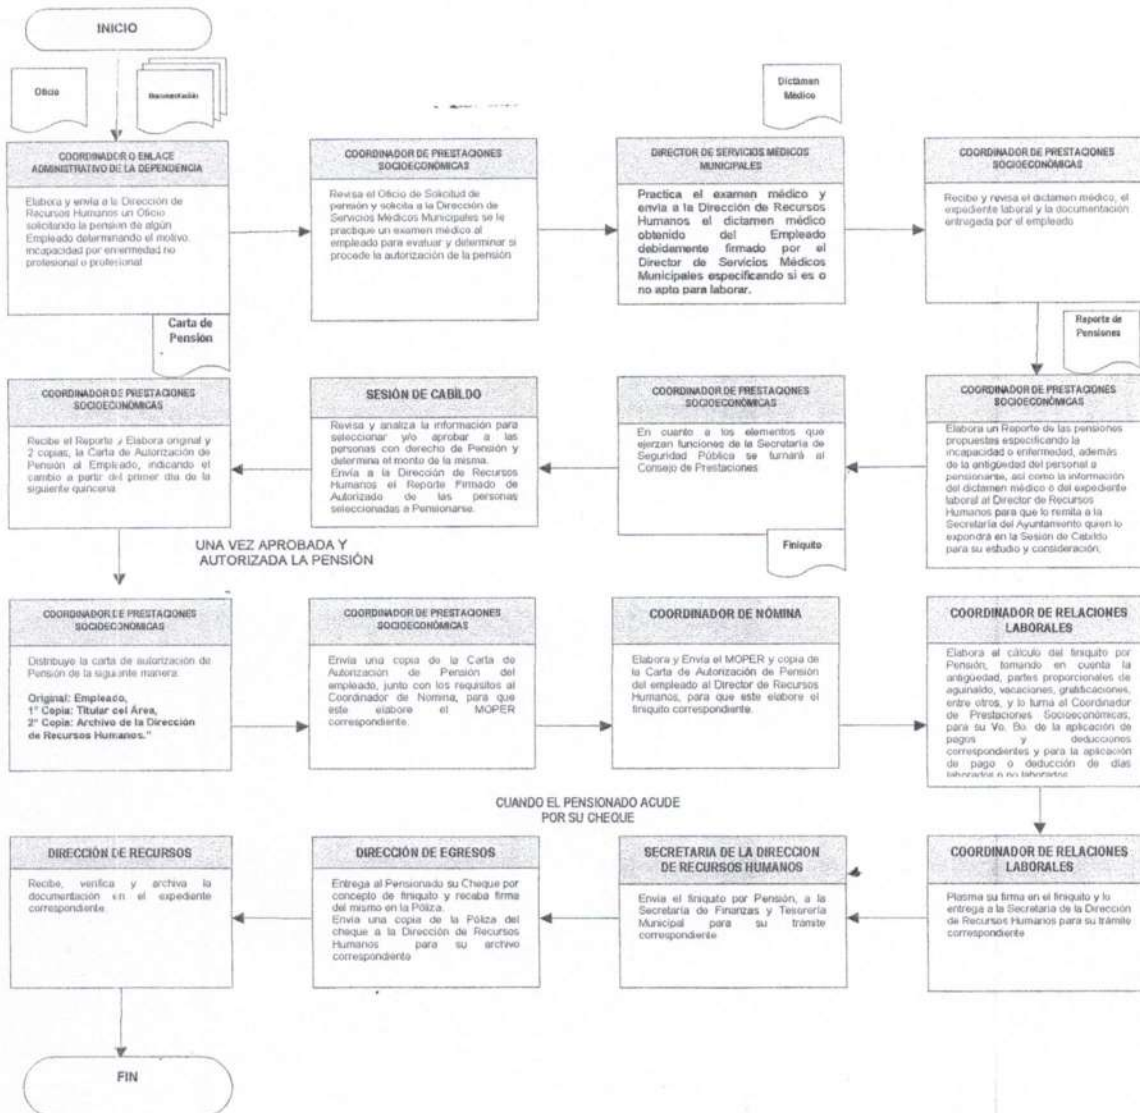 INICIO
Oficio
Documentación
COORDINADOR O ENLACE
ADMINISTRATIVO DE LA DEPENDENCIA
Elabora y envía a la Dirección de
Recursos Humanos un Oficio
solicitando la pensión de algún
Empleado determinando el motivo.
incapacidad por enfermedad no
profesional o profesional
COORDINADOR DE PRESTACIONES
SOCIOECONÓMICAS
Revisa el Oficio de Solicitud de
pensión y solicita a la Dirección de
Servicios Médicos Municipales se le
practique un examen médico al
empleado para evaluar y determinar si
procede la autorización de la pensión
Dictamen
Médico
DIRECTOR DE SERVICIOS MÉDICOS
MUNICIPALES
Practica el examen médico y
envía a la Dirección de Recursos
Humanos el dictamen médico
obtenido del Empleado
debidamente firmado por el
Director de Servicios Médicos
Municipales especificando si es o
no apto para laborar.
COORDINADOR DE PRESTACIONES
SOCIOECONÓMICAS
Recibe y revisa el dictamen médico, el
expediente laboral y la documentación
entregada por el empleado
Carta de
Pensión
Reporte de
Pensiones
COORDINADOR DE PRESTACIONES
SOCIOECONÓMICAS
Recibe el Reporte y Elabora original y
2 copias, la Carta de Autorización de
Pensión al Empleado, indicando el
cambio a partir del primer día de la
siguiente quincena.
SESIÓN DE CABILDO
Revisa y analiza la información para
seleccionar y/o aprobar a las
personas con derecho de Pensión y
determina el monto de la misma.
Envía a la Dirección de Recursos
Humanos el Reporte Firmado de
Autorizado de las personas
seleccionadas a Pensionarse.
COORDINADOR DE PRESTACIONES
SOCIOECONÓMICAS
En cuanto a los elementos que
ejerzan funciones de la Secretaría de
Seguridad Pública se turnará al
Consejo de Prestaciones
COORDINADOR DE PRESTACIONES
SOCIOECONÓMICAS
Elabora un Reporte de las pensiones
propuestas especificando la
incapacidad o enfermedad, además
de la antigüedad del personal a
pensionarse, así como la información
del dictamen médico o del expediente
laboral al Director de Recursos
Humanos para que lo remita a la
Secretaría del Ayuntamiento quien lo
expondrá en la Sesión de Cabildo
para su estudio y consideración;
Finiquito
UNA VEZ APROBADA Y
AUTORIZADA LA PENSIÓN
COORDINADOR DE PRESTACIONES
SOCIOECONÓMICAS
Distribuye la carta de autorización de
Pensión de la siguiente manera:
Original: Empleado,
1° Copia: Titular del Área,
2° Copia: Archivo de la Dirección
de Recursos Humanos."
COORDINADOR DE PRESTACIONES
SOCIOECONÓMICAS
Envía una copia de la Carta de
Autorización de Pensión del
empleado, junto con los requisitos al
Coordinador de Nomina, para que
este elabore el MOPER
correspondiente.
COORDINADOR DE NÓMINA
Elabora y Envía el MOPER y copia de
la Carta de Autorización de Pensión
del empleado al Director de Recursos
Humanos, para que este elabore el
finiquito correspondiente.
COORDINADOR DE RELACIONES
LABORALES
Elabora el cálculo del finiquito por
Pensión, tomando en cuenta la
antigüedad, partes proporcionales de
aguinaldo, vacaciones, gratificaciones,
entre otros, y lo turna al Coordinador
de Prestaciones Socioeconómicas,
para su Vo. Bo. de la aplicación de
pagos y deducciones
correspondientes y para la aplicación
de pago o deducción de días
laborados o no laborados
CUANDO EL PENSIONADO ACUDE
POR SU CHEQUE
DIRECCIÓN DE RECURSOS
Recibe, verifica y archiva la
documentación en el expediente
correspondiente
DIRECCIÓN DE EGRESOS
Entrega al Pensionado su Cheque por
concepto de finiquito y recaba firma
del mismo en la Póliza.
Envía una copia de la Póliza del
cheque a la Dirección de Recursos
Humanos para su archivo
correspondiente
SECRETARIA DE LA DIRECCION
DE RECURSOS HUMANOS
Envía el finiquito por Pensión, a la
Secretaría de Finanzas y Tesorería
Municipal para su trámite
correspondiente
COORDINADOR DE RELACIONES
LABORALES
Plasma su firma en el finiquito y lo
entrega a la Secretaria de la Dirección
de Recursos Humanos para su trámite
correspondiente
FIN